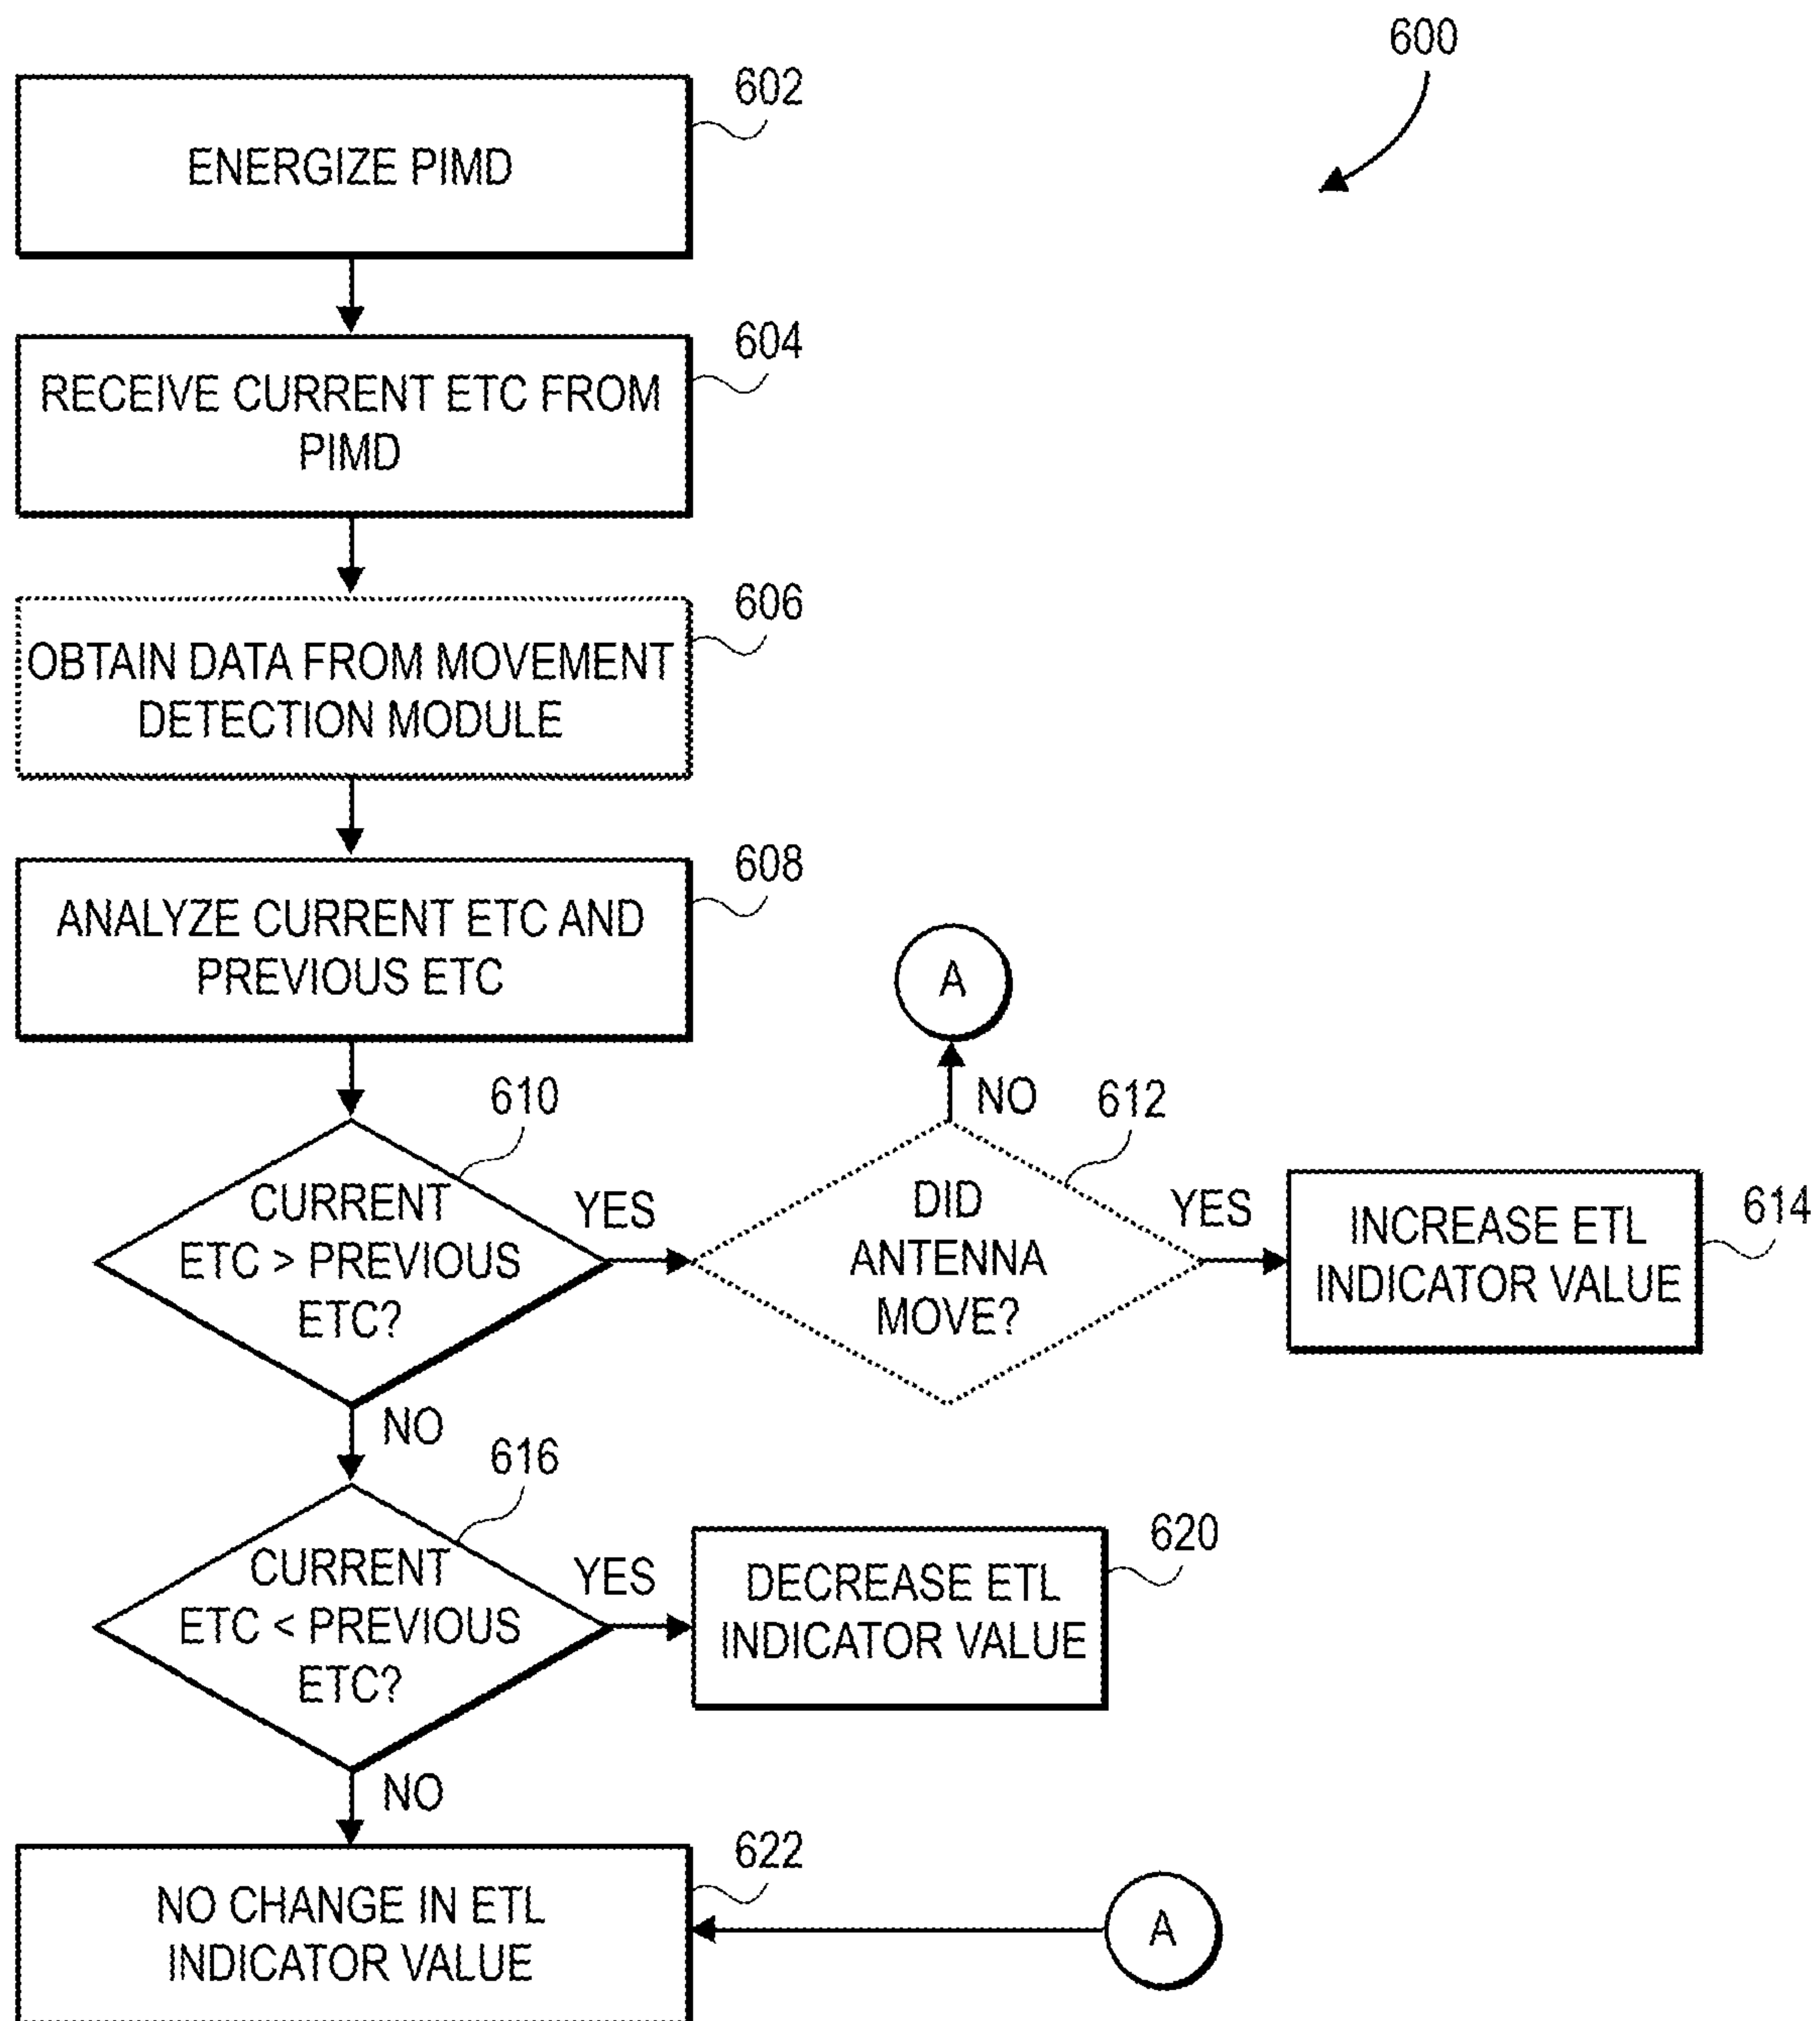 600
602
ENERGIZE PIMD
604
RECEIVE CURRENT ETC FROM
PIMD
606
OBTAIN DATA FROM MOVEMENT
DETECTION MODULE
608
ANALYZE CURRENT ETC AND
PREVIOUS ETC
A
NO
610
CURRENT
ETC > PREVIOUS
ETC?
YES
612
DID
ANTENNA
MOVE?
YES
614
INCREASE ETL
INDICATOR VALUE
NO
616
CURRENT
ETC < PREVIOUS
ETC?
YES
620
DECREASE ETL
INDICATOR VALUE
NO
622
NO CHANGE IN ETL
INDICATOR VALUE
A